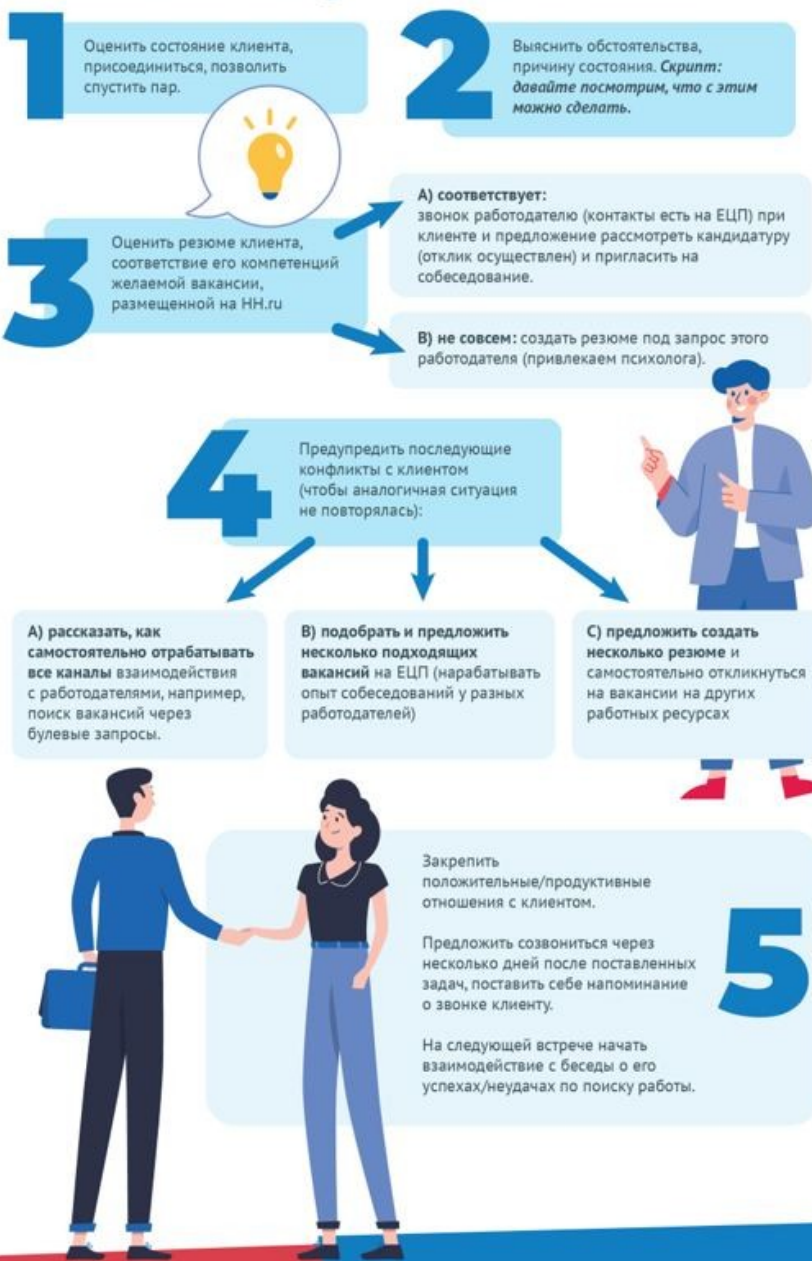 1
Оценить состояние клиента,
присоединиться, позволить
спустить пар.
2
Выяснить обстоятельства,
причину состояния. Скрипт:
давайте посмотрим, что с этим
можно сделать.
3
Оценить резюме клиента,
соответствие его компетенций
желаемой вакансии,
размещенной на HH.ru
А) соответствует:
звонок работодателю (контакты есть на ЕЦП) при
клиенте и предложение рассмотреть кандидатуру
(отклик осуществлен) и пригласить на
собеседование.
В) не совсем: создать резюме под запрос этого
работодателя (привлекаем психолога).
4
Предупредить последующие
конфликты с клиентом
(чтобы аналогичная ситуация
не повторялась):
А) рассказать, как
самостоятельно отрабатывать
все каналы взаимодействия
с работодателями, например,
поиск вакансий через
булевые запросы.
В) подобрать и предложить
несколько подходящих
вакансий на ЕЦП (нарабатывать
опыт собеседований у разных
работодателей)
С) предложить создать
несколько резюме и
самостоятельно откликнуться
на вакансии на других
работных ресурсах
5
Закрепить
положительные/продуктивные
отношения с клиентом.
Предложить созвониться через
несколько дней после поставленных
задач, поставить себе напоминание
о звонке клиенту.
На следующей встрече начать
взаимодействие с беседы о его
успехах/неудачах по поиску работы.